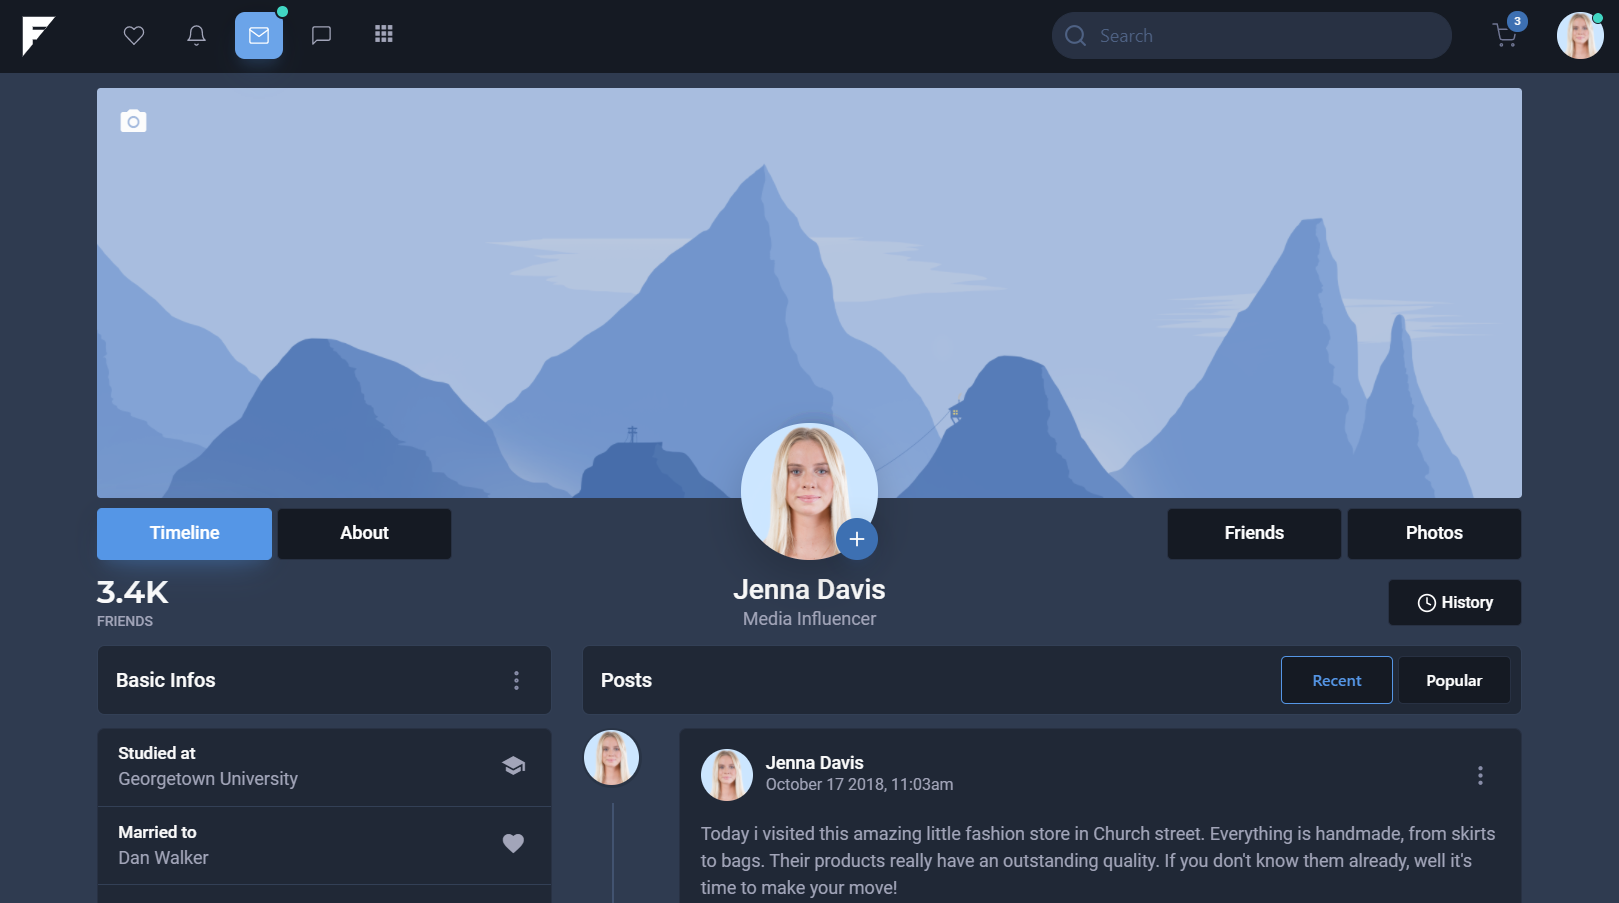 Search
3
Timeline
About
Friends
Photos
3.4K
FRIENDS
Jenna Davis
Media Influencer
History
Basic Infos
Posts
Recent
Popular
Studied at
Georgetown University
Married to
Dan Walker
Jenna Davis
October 17 2018, 11:03am
Today i visited this amazing little fashion store in Church street. Everything is handmade, from skirts
to bags. Their products really have an outstanding quality. If you don't know them already, well it's
time to make your move!